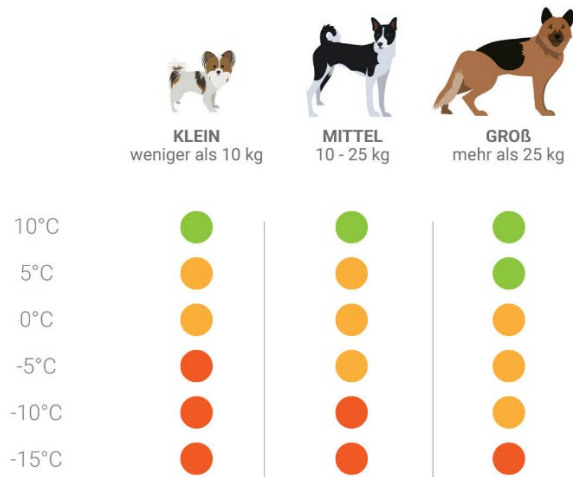 KLEIN
weniger als 10 kg
MITTEL
10 - 25 kg
GROß
mehr als 25 kg
10°C
5°C
0°C
-5°C
-10°C
-15°C